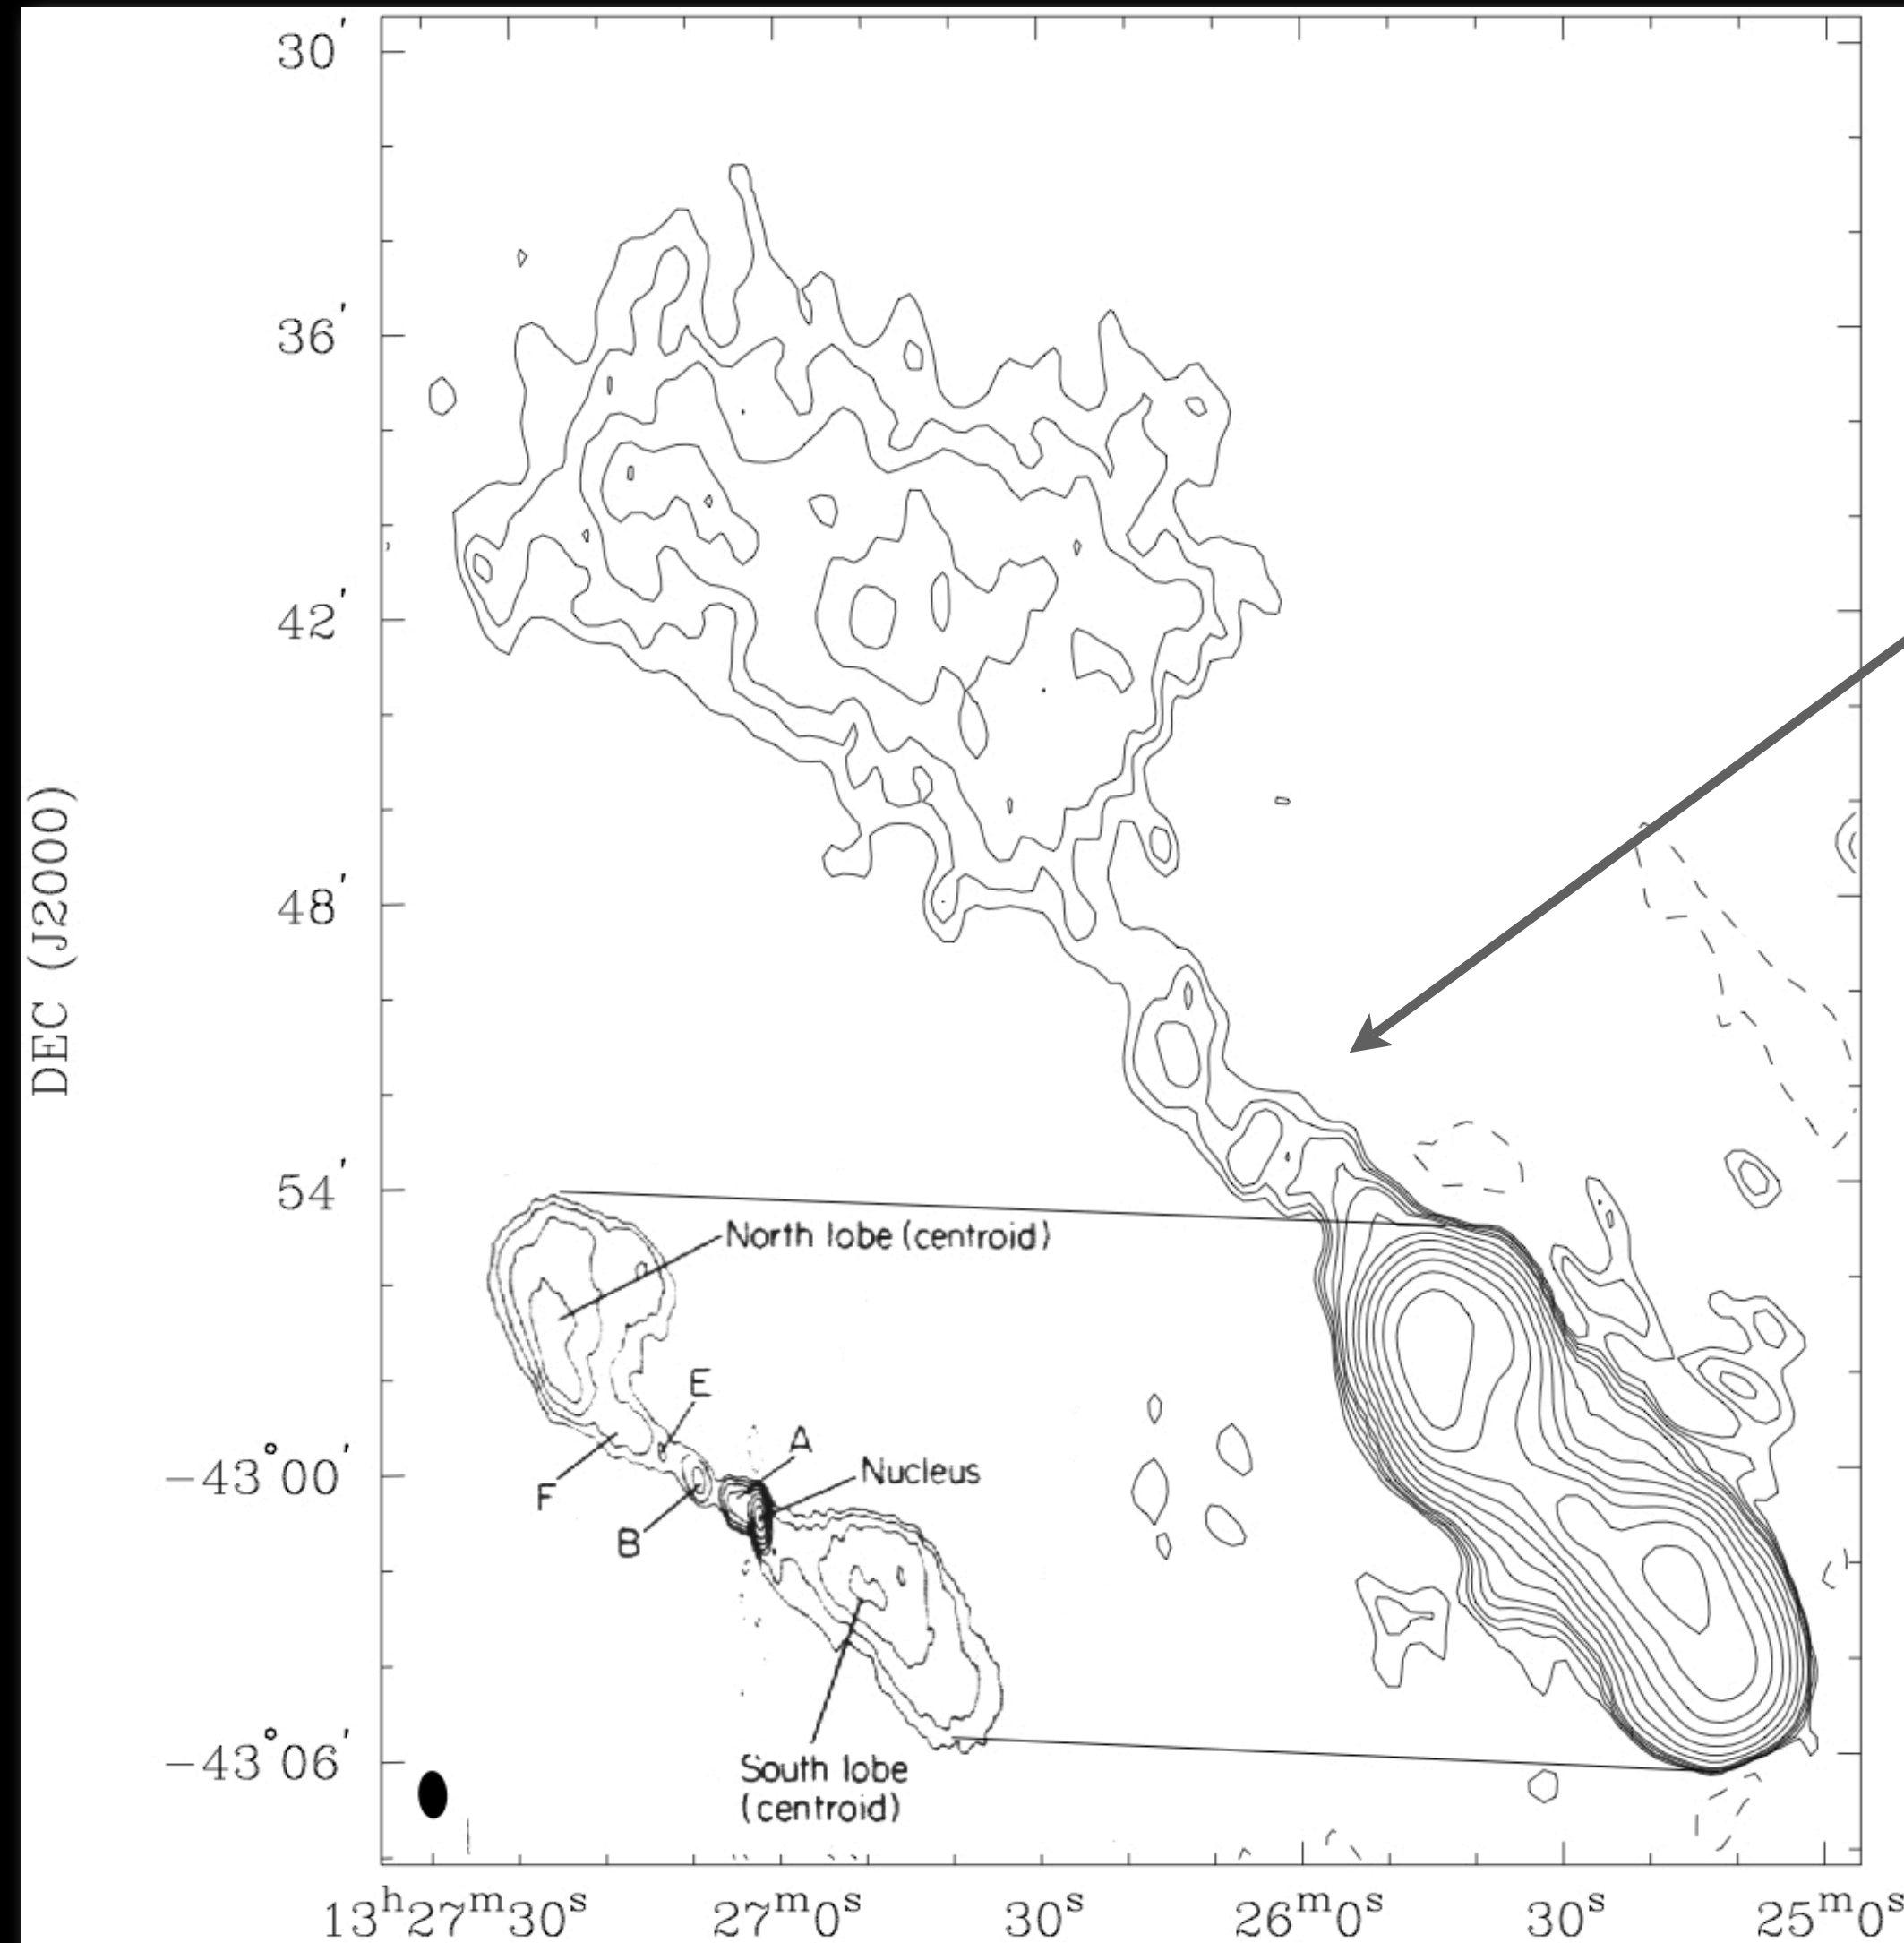 30′
36′
42′
48′
DEC (J2000)
54′
North lobe (centroid)
E
A
Nucleus
−43°00′
F
B
−43°06′
South lobe
(centroid)
13ʰ27ᵐ30ˢ 27ᵐ0ˢ 30ˢ 26ᵐ0ˢ 30ˢ 25ᵐ0ˢ